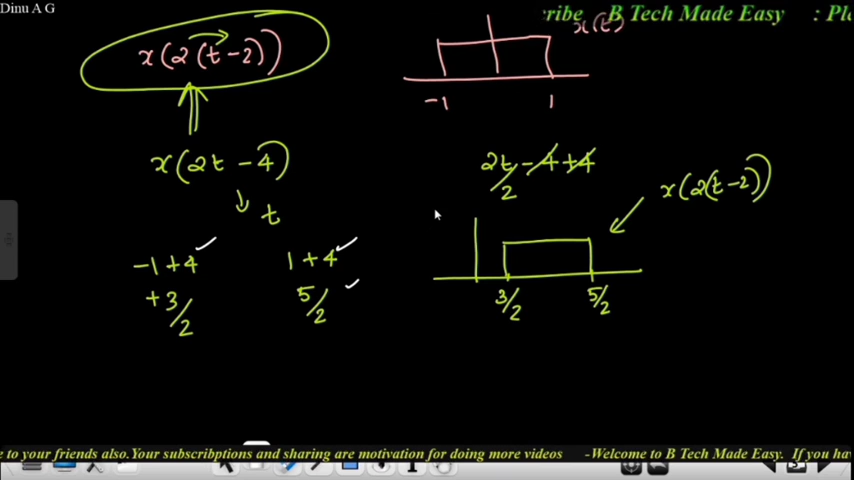 Dinu A G
ribe B Tech Made Easy : Pl
x(2(t-2))
x(t)
-1 1
x(2t - 4)
2t/2 - 4 + 4
x(2(t-2))
t
-1 + 4
1 + 4
+3/2
5/2
3/2
5/2
e to your friends also.Your subscribptions and sharing are motivation for doing more videos -Welcome to B Tech Made Easy. If you ha